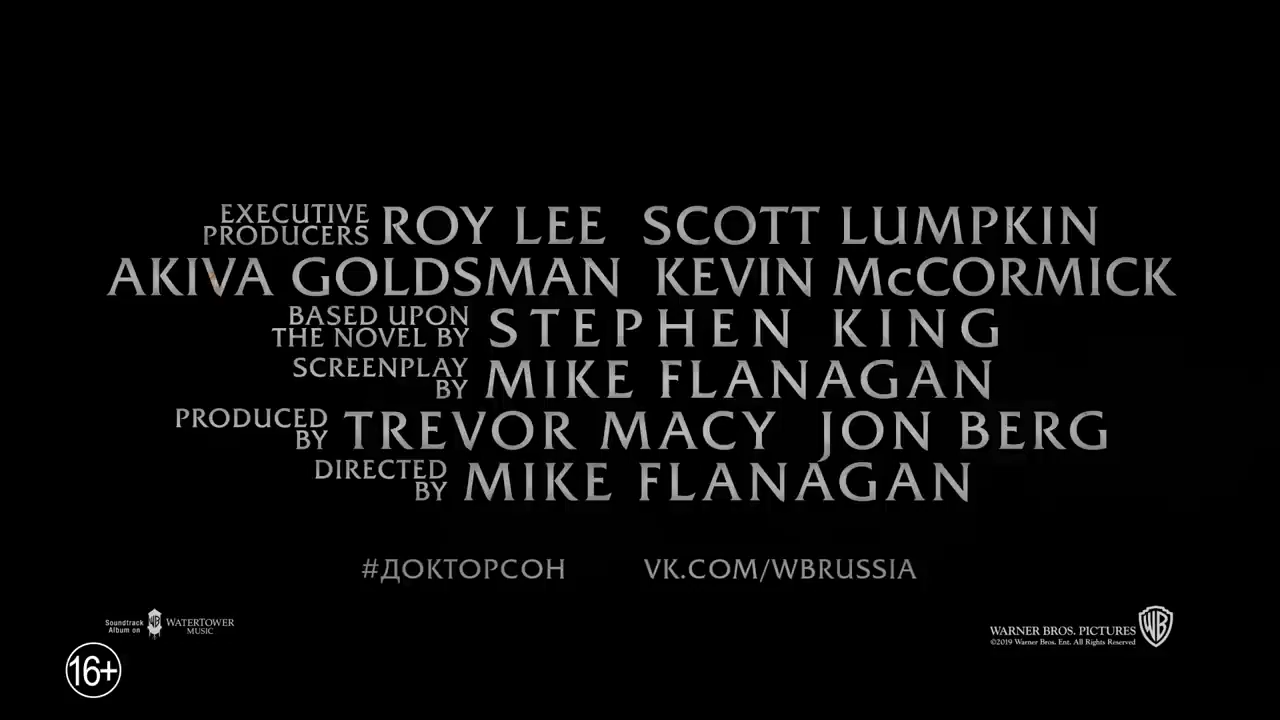 EXECUTIVE PRODUCERS ROY LEE SCOTT LUMPKIN
AKIVA GOLDSMAN KEVIN McCORMICK
BASED UPON THE NOVEL BY STEPHEN KING
SCREENPLAY BY MIKE FLANAGAN
PRODUCED BY TREVOR MACY JON BERG
DIRECTED BY MIKE FLANAGAN
#ДОКТОРСОН VK.COM/WBRUSSIA
Soundtrack Album on WB WATERTOWER MUSIC
WARNER BROS. PICTURES WB
©2019 Warner Bros. Ent. All Rights Reserved
16+